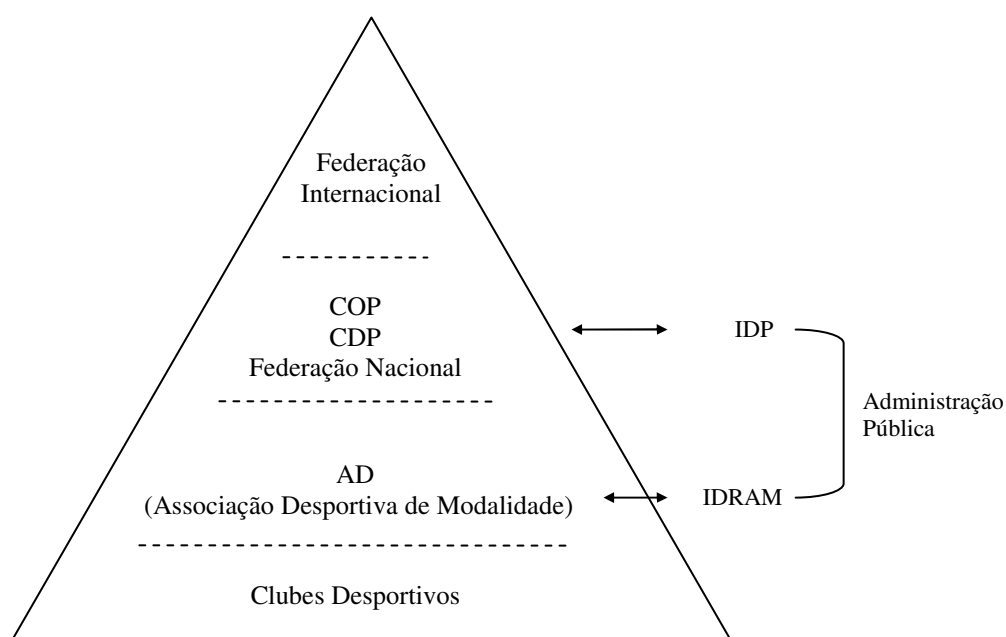 Federação
Internacional
COP
CDP
Federação Nacional
IDP
Administração
Pública
AD
(Associação Desportiva de Modalidade)
IDRAM
Clubes Desportivos